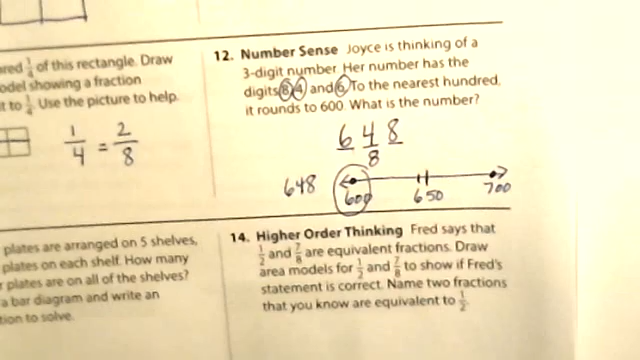 ared 1/4 of this rectangle. Draw
odel showing a fraction
t to 1/4. Use the picture to help.
1/4 = 2/8
12. Number Sense Joyce is thinking of a
3-digit number. Her number has the
digits 8, 4, and 6. To the nearest hundred,
it rounds to 600. What is the number?
6 4 8
8
648
600 650 700
plates are arranged on 5 shelves,
plates on each shelf. How many
r plates are on all of the shelves?
a bar diagram and write an
tion to solve.
14. Higher Order Thinking Fred says that
1/2 and 7/8 are equivalent fractions. Draw
area models for 1/2 and 7/8 to show if Fred's
statement is correct. Name two fractions
that you know are equivalent to 1/2.